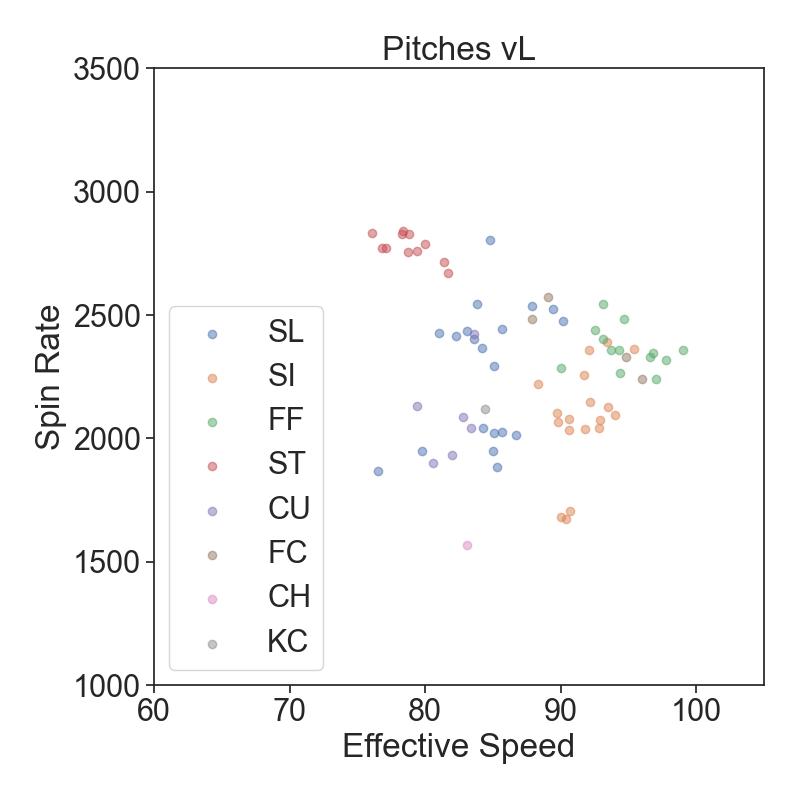 Pitches vL
3500
3000
2500
2000
1500
1000
Spin Rate
SL
SI
FF
ST
CU
FC
CH
KC
60 70 80 90 100
Effective Speed